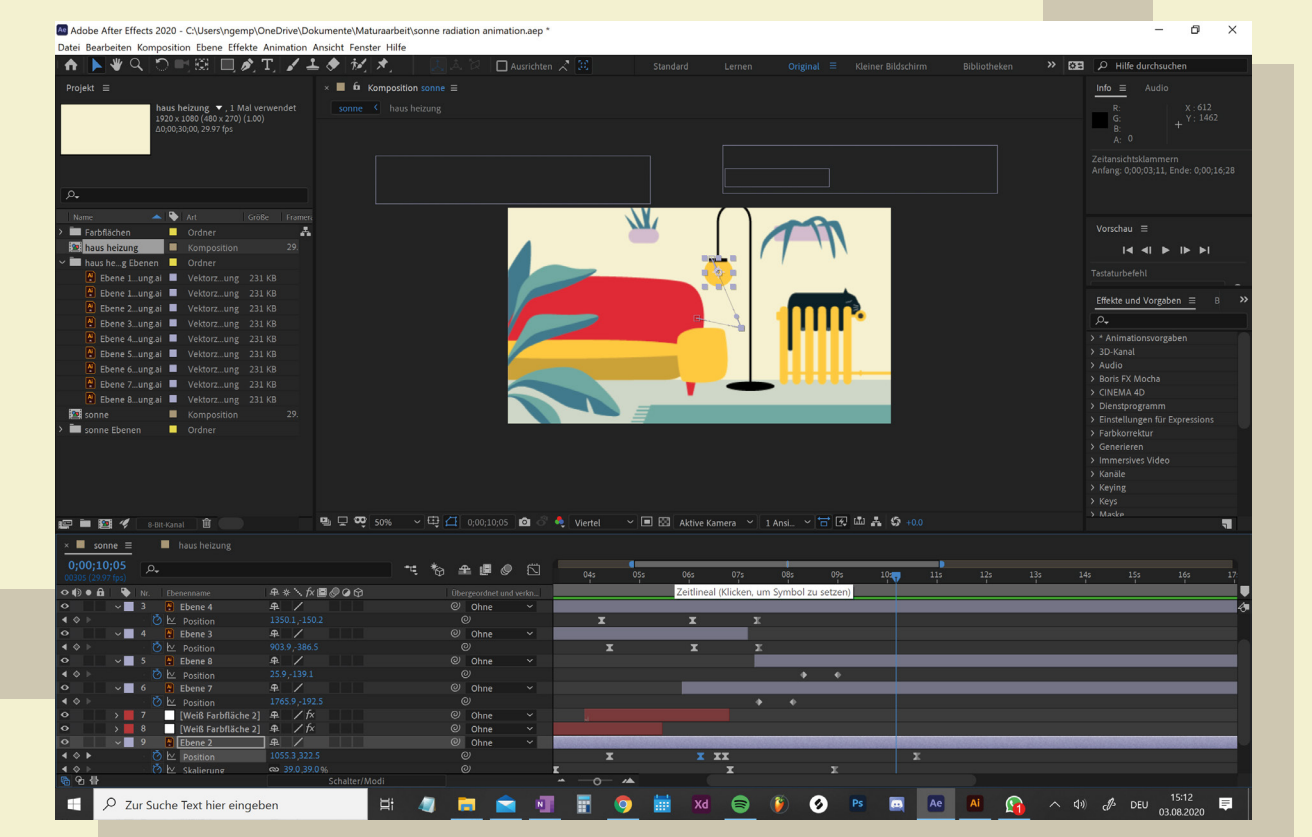 Adobe After Effects 2020 - C:\Users\ngemp\OneDrive\Dokumente\Maturaarbeit\sonne radiation animation.aep *
Datei Bearbeiten Komposition Ebene Effekte Animation Ansicht Fenster Hilfe
Ausrichten Standard Lernen Original Kleiner Bildschirm Bibliotheken Hilfe durchsuchen
Projekt
haus heizung , 1 Mal verwendet
1920 x 1080 (480 x 270) (1.00)
Δ0;00;30;00, 29.97 fps
Name Art Größe Framer
Farbflächen Ordner
haus heizung Komposition 29.
haus he...g Ebenen Ordner
Ebene 1...ung.ai Vektorz...ung 231 KB
Ebene 1...ung.ai Vektorz...ung 231 KB
Ebene 2...ung.ai Vektorz...ung 231 KB
Ebene 3...ung.ai Vektorz...ung 231 KB
Ebene 4...ung.ai Vektorz...ung 231 KB
Ebene 5...ung.ai Vektorz...ung 231 KB
Ebene 6...ung.ai Vektorz...ung 231 KB
Ebene 7...ung.ai Vektorz...ung 231 KB
Ebene 8...ung.ai Vektorz...ung 231 KB
sonne Komposition 29.
sonne Ebenen Ordner
8-Bit-Kanal
Komposition sonne
sonne haus heizung
50% 0;00;10;05 Viertel Aktive Kamera 1 Ansi... +0.0
Info Audio
R: X : 612
G: Y : 1462
B:
A: 0
Zeitansichtsklammern
Anfang: 0;00;03;11, Ende: 0;00;16;28
Vorschau
Tastaturbefehl
Effekte und Vorgaben B
* Animationsvorgaben
3D-Kanal
Audio
Boris FX Mocha
CINEMA 4D
Dienstprogramm
Einstellungen für Expressions
Farbkorrektur
Generieren
Immersives Video
Kanäle
Keying
Keys
Maske
sonne haus heizung
0;00;10;05
00305 (29.97 fps)
04s 05s 06s 07s 08s 09s 10s 11s 12s 13s 14s 15s 16s 17
Zeitlineal (Klicken, um Symbol zu setzen)
Nr. Ebenenname Übergeordnet und verkn...
3 Ebene 4 Ohne
Position 1350.1,-150.2
4 Ebene 3 Ohne
Position 903.9,-386.5
5 Ebene 8 Ohne
Position 25.9,-139.1
6 Ebene 7 Ohne
Position 1765.9,-192.5
7 [Weiß Farbfläche 2] Ohne
8 [Weiß Farbfläche 2] Ohne
9 Ebene 2 Ohne
Position 1055.3,322.5
Skalierung 39.0,39.0%
Schalter/Modi
Zur Suche Text hier eingeben
N Xd Ps Ae Ai 1 DEU 15:12
03.08.2020